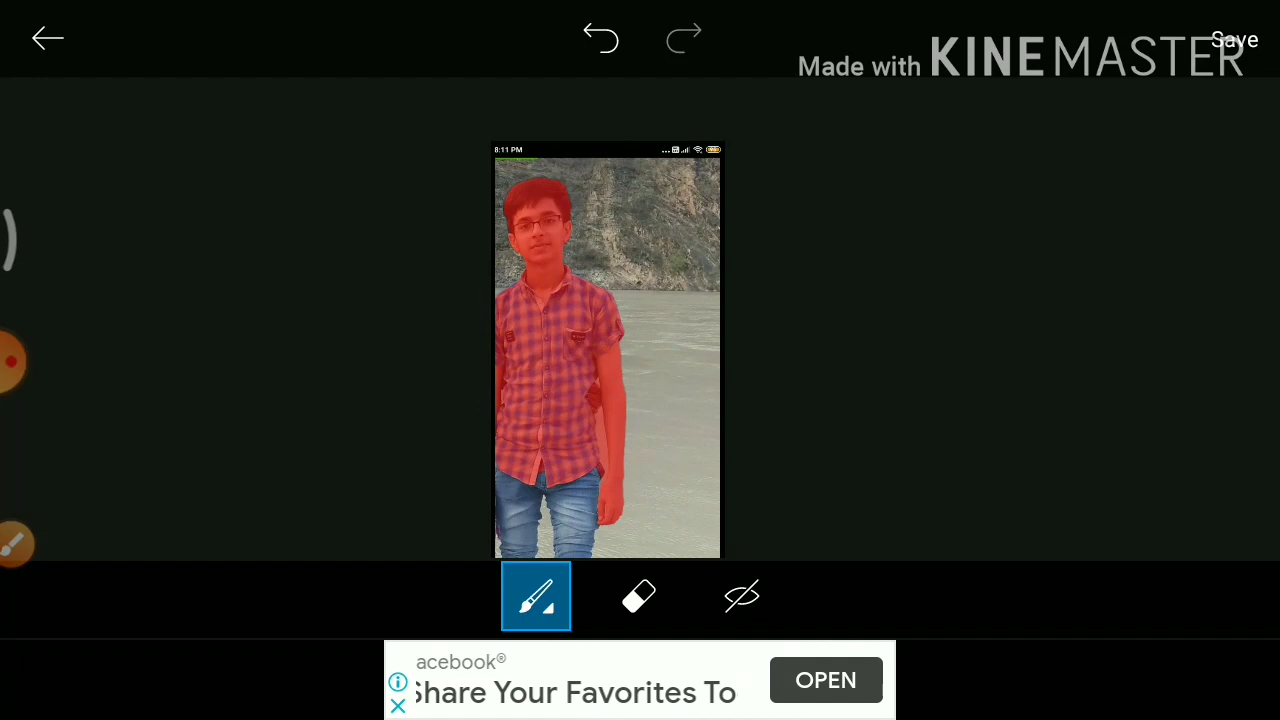 Save
Made with KINEMASTER
8:11 PM
acebook®
Share Your Favorites To
OPEN